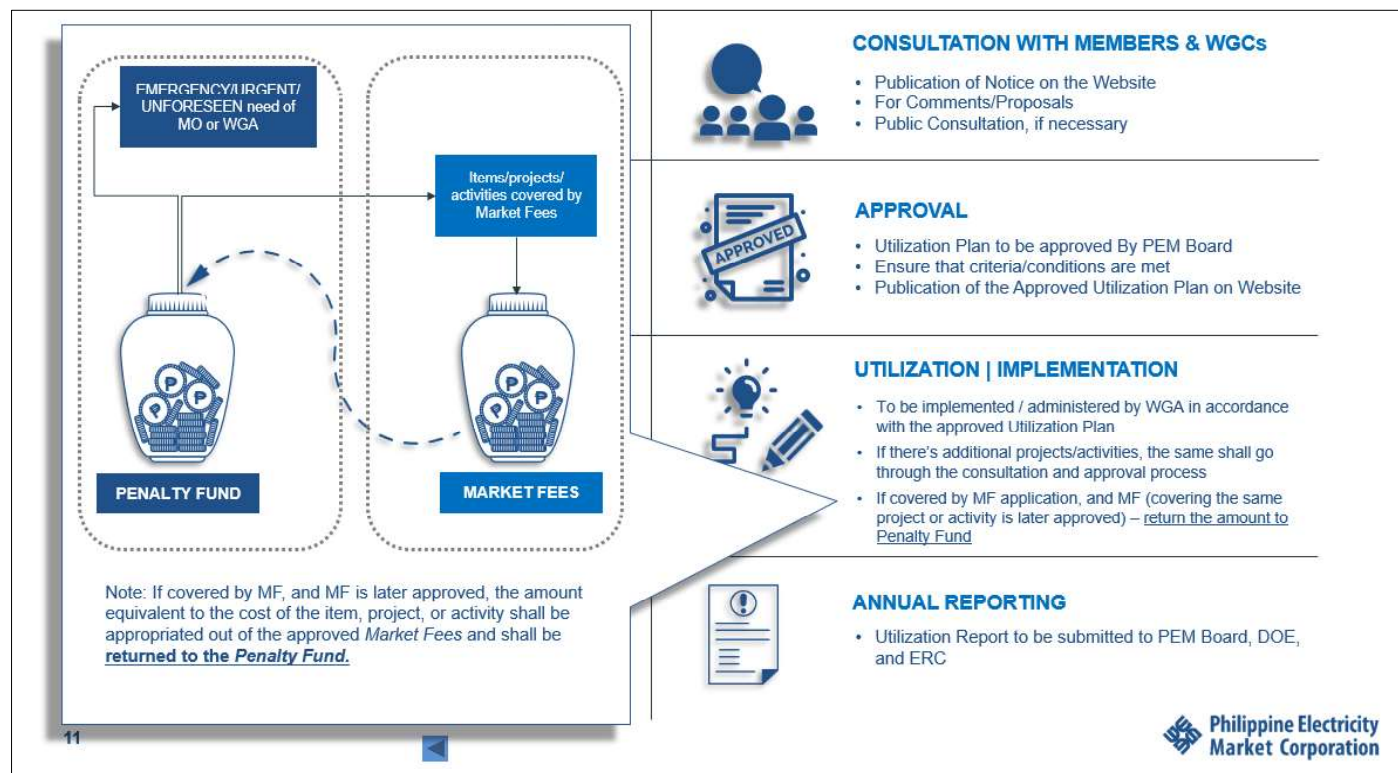 EMERGENCY/URGENT/
UNFORESEEN need of
MO or WGA
Items/projects/
activities covered by
Market Fees
₱
₱
₱
₱
₱
₱
PENALTY FUND
MARKET FEES
Note: If covered by MF, and MF is later approved, the amount
equivalent to the cost of the item, project, or activity shall be
appropriated out of the approved Market Fees and shall be
returned to the Penalty Fund.
11
CONSULTATION WITH MEMBERS & WGCs
• Publication of Notice on the Website
• For Comments/Proposals
• Public Consultation, if necessary
APPROVED
APPROVAL
• Utilization Plan to be approved By PEM Board
• Ensure that criteria/conditions are met
• Publication of the Approved Utilization Plan on Website
UTILIZATION | IMPLEMENTATION
• To be implemented / administered by WGA in accordance
with the approved Utilization Plan
• If there's additional projects/activities, the same shall go
through the consultation and approval process
• If covered by MF application, and MF (covering the same
project or activity is later approved) – return the amount to
Penalty Fund
ANNUAL REPORTING
• Utilization Report to be submitted to PEM Board, DOE,
and ERC
Philippine Electricity
Market Corporation